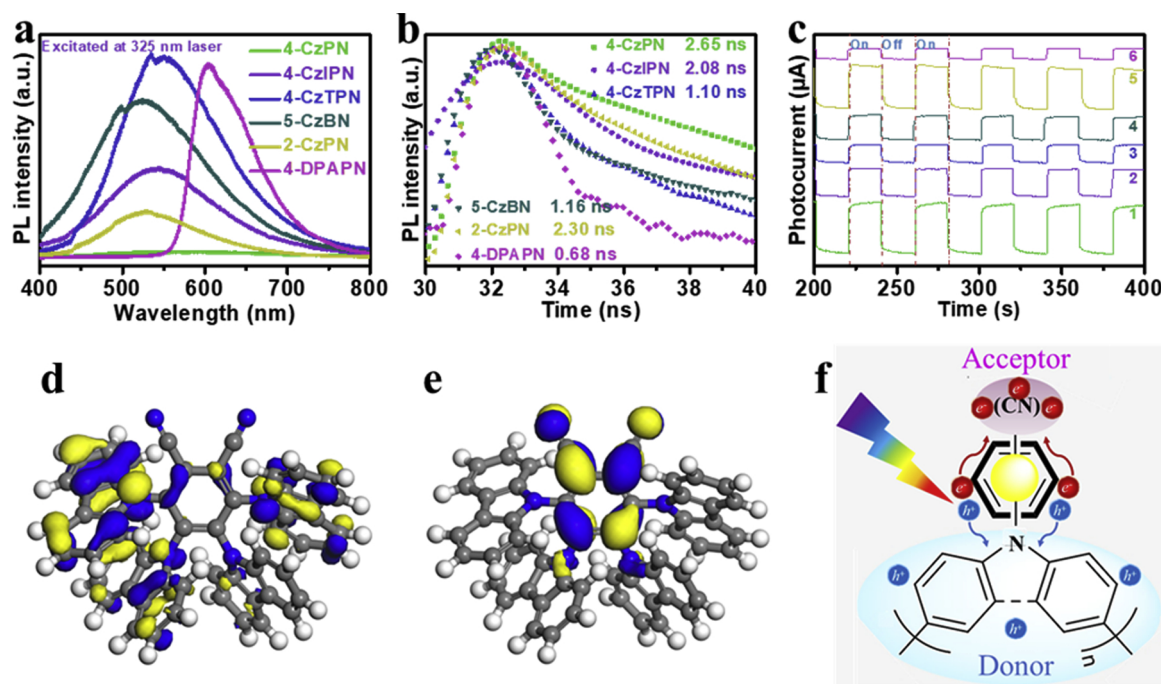 a
Excitated at 325 nm laser
4-CzPN
4-CzIPN
4-CzTPN
5-CzBN
2-CzPN
4-DPAPN
PL intensity (a.u.)
400 500 600 700 800
Wavelength (nm)
b
4-CzPN 2.65 ns
4-CzIPN 2.08 ns
4-CzTPN 1.10 ns
5-CzBN 1.16 ns
2-CzPN 2.30 ns
4-DPAPN 0.68 ns
PL intensity (a.u.)
30 32 34 36 38 40
Time (ns)
c
On Off On
6
5
4
3
2
1
Photocurrent (μA)
200 250 300 350 400
Time (s)
d
e
f
Acceptor
e⁻
e⁻ (CN) e⁻
e⁻ e⁻
h⁺ h⁺
N
h⁺ h⁺
h⁺
n
Donor